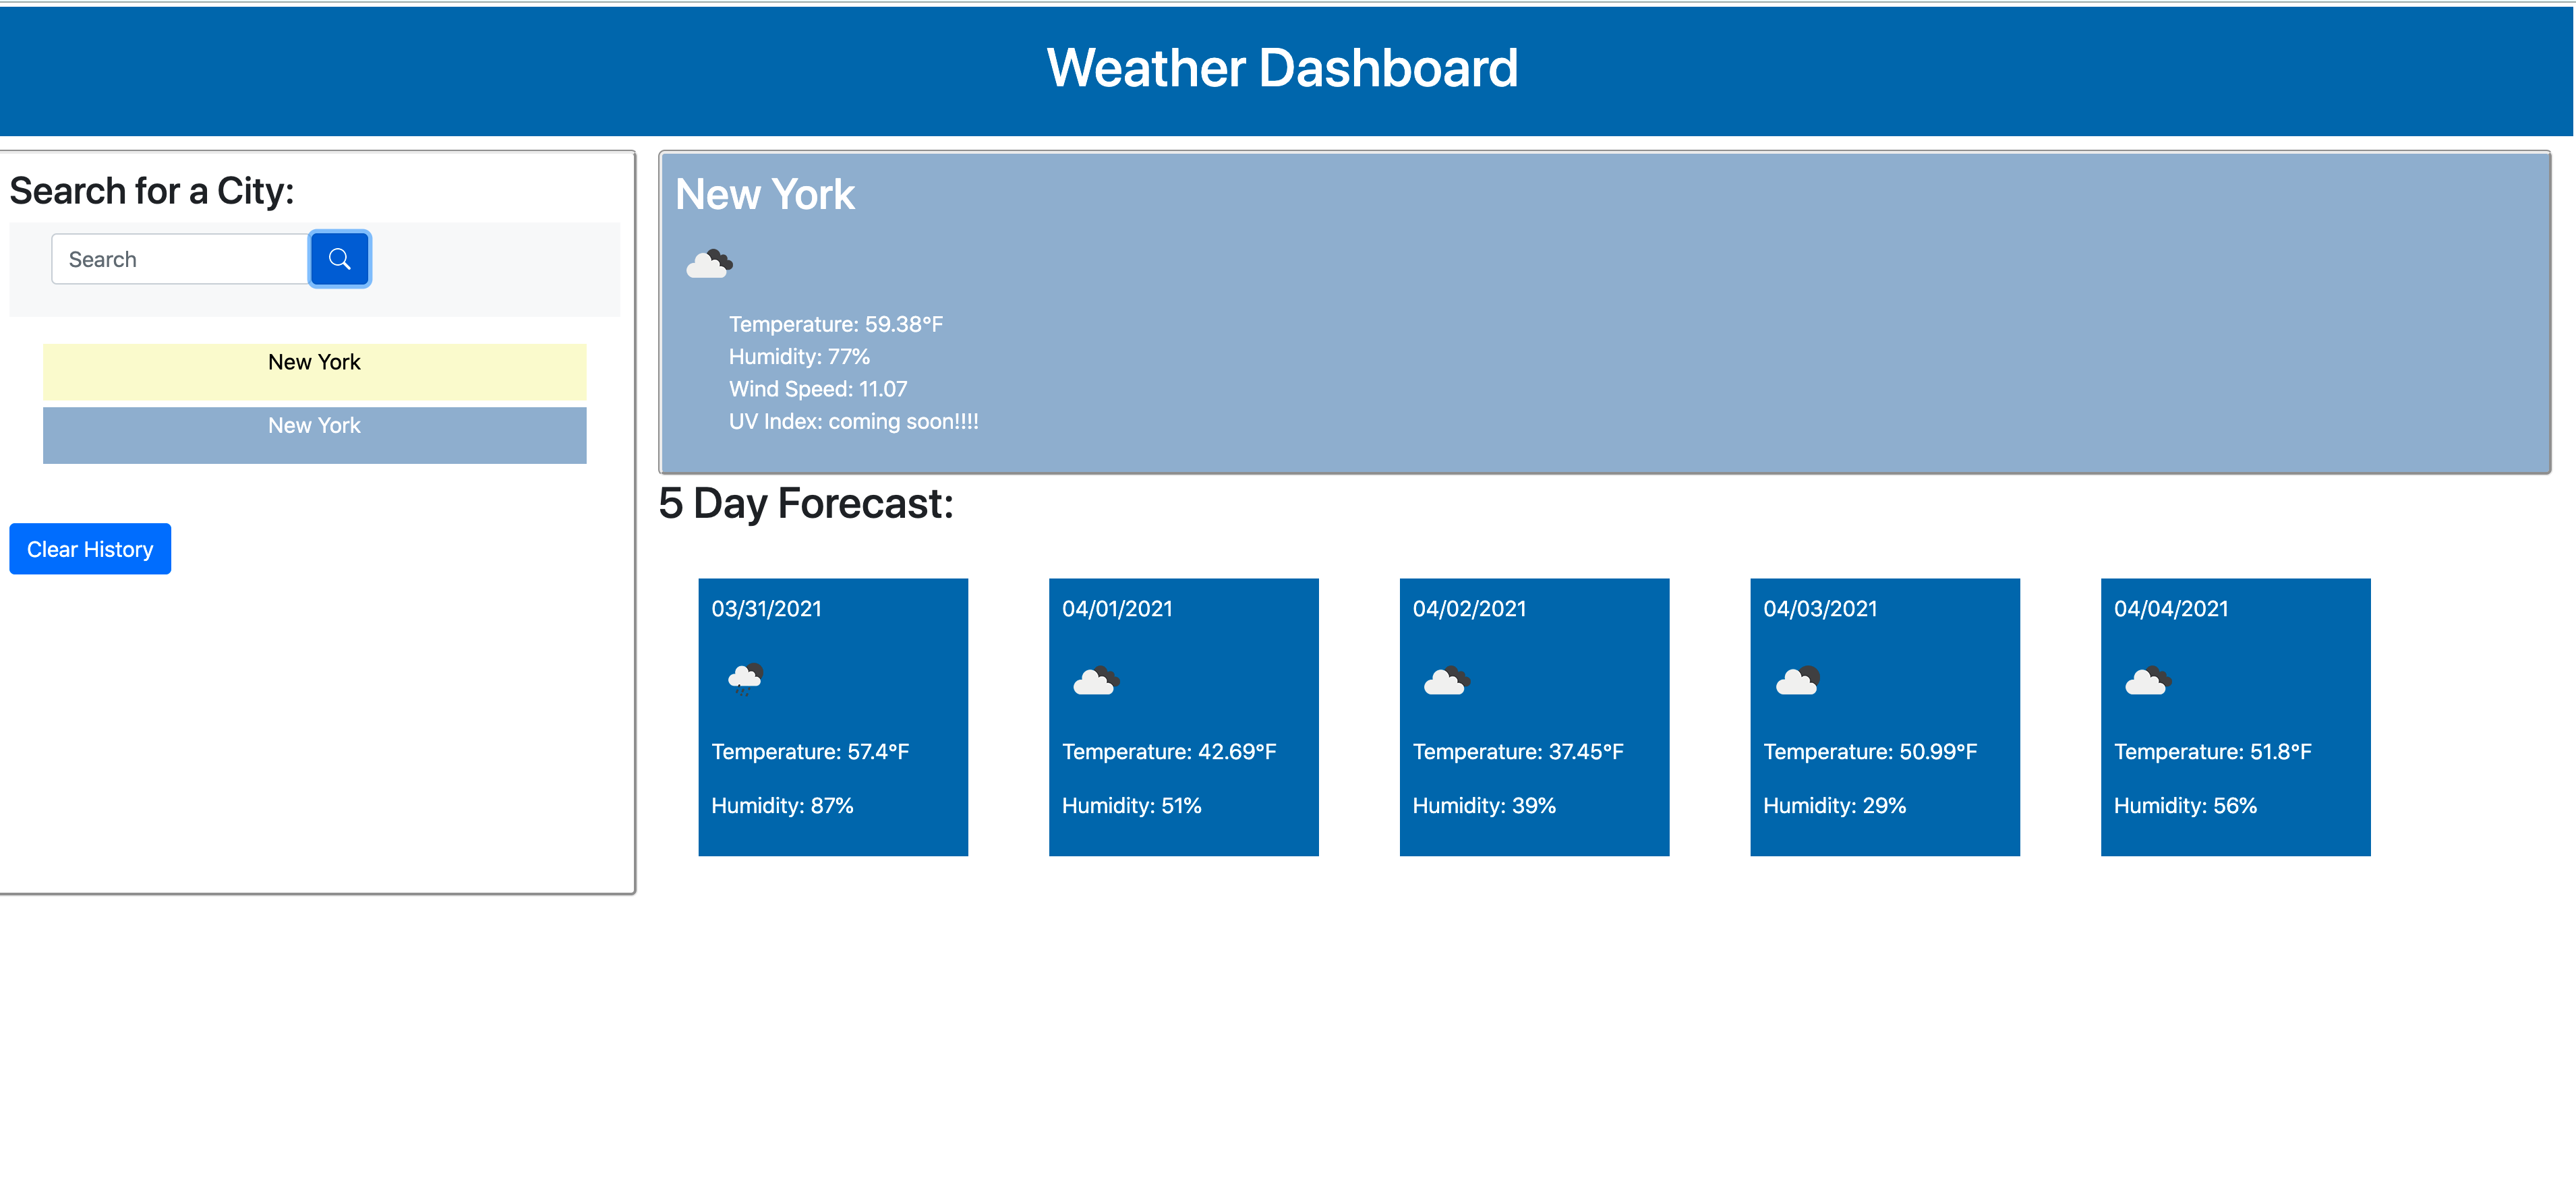 Weather Dashboard
Search for a City:
Search
New York
New York
Clear History
New York
Temperature: 59.38°F
Humidity: 77%
Wind Speed: 11.07
UV Index: coming soon!!!!
5 Day Forecast:
03/31/2021
Temperature: 57.4°F
Humidity: 87%
04/01/2021
Temperature: 42.69°F
Humidity: 51%
04/02/2021
Temperature: 37.45°F
Humidity: 39%
04/03/2021
Temperature: 50.99°F
Humidity: 29%
04/04/2021
Temperature: 51.8°F
Humidity: 56%